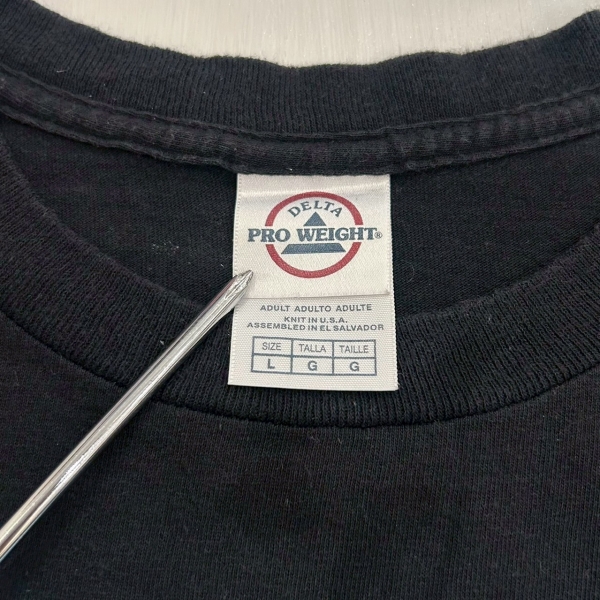 DELTA
PRO WEIGHT®
ADULT ADULTO ADULTE
KNIT IN U.S.A.
ASSEMBLED IN EL SALVADOR
SIZE TALLA TAILLE
L G G